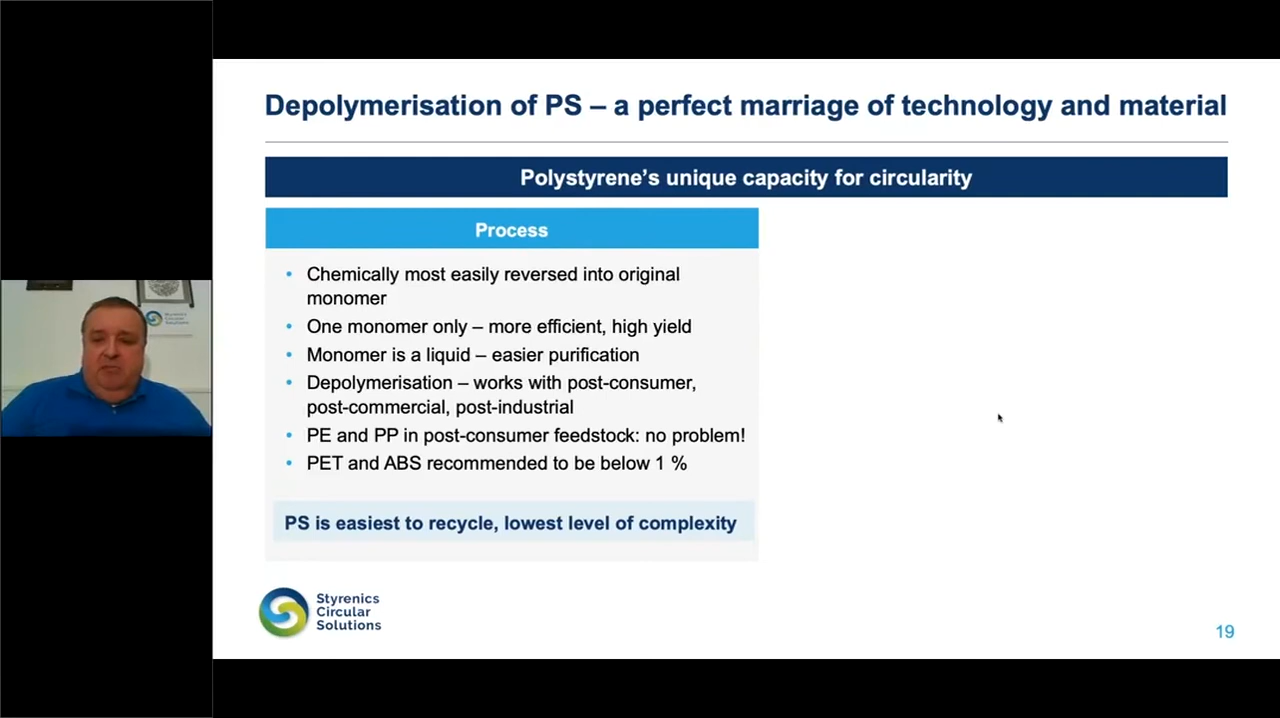 Depolymerisation of PS – a perfect marriage of technology and material
Polystyrene's unique capacity for circularity
Process
• Chemically most easily reversed into original
monomer
• One monomer only – more efficient, high yield
• Monomer is a liquid – easier purification
• Depolymerisation – works with post-consumer,
post-commercial, post-industrial
• PE and PP in post-consumer feedstock: no problem!
• PET and ABS recommended to be below 1 %
PS is easiest to recycle, lowest level of complexity
Styrenics
Circular
Solutions
19
Styrenics
Circular
Solutions